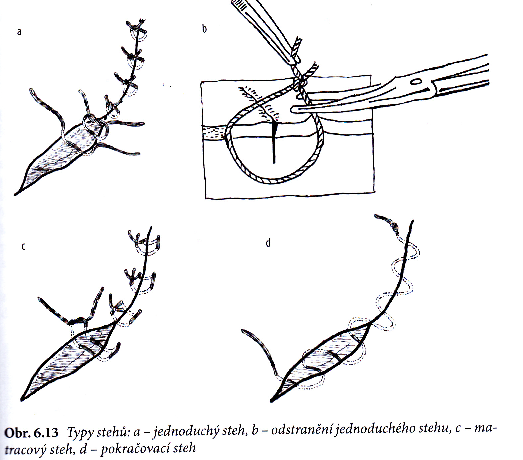 a
b
c
d
Obr. 6.13 Typy stehů: a – jednoduchý steh, b – odstranění jednoduchého stehu, c – ma-
tracový steh, d – pokračovací steh